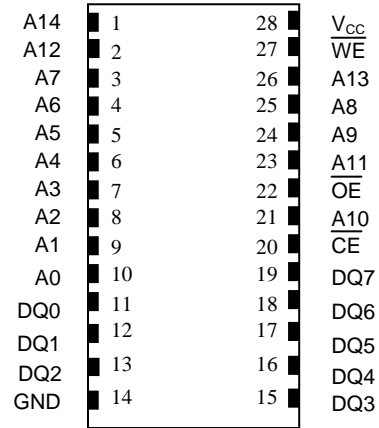 A14 1 28 VCC
A12 2 27 WE
A7 3 26 A13
A6 4 25 A8
A5 5 24 A9
A4 6 23 A11
A3 7 22 OE
A2 8 21 A10
A1 9 20 CE
A0 10 19 DQ7
DQ0 11 18 DQ6
DQ1 12 17 DQ5
DQ2 13 16 DQ4
GND 14 15 DQ3